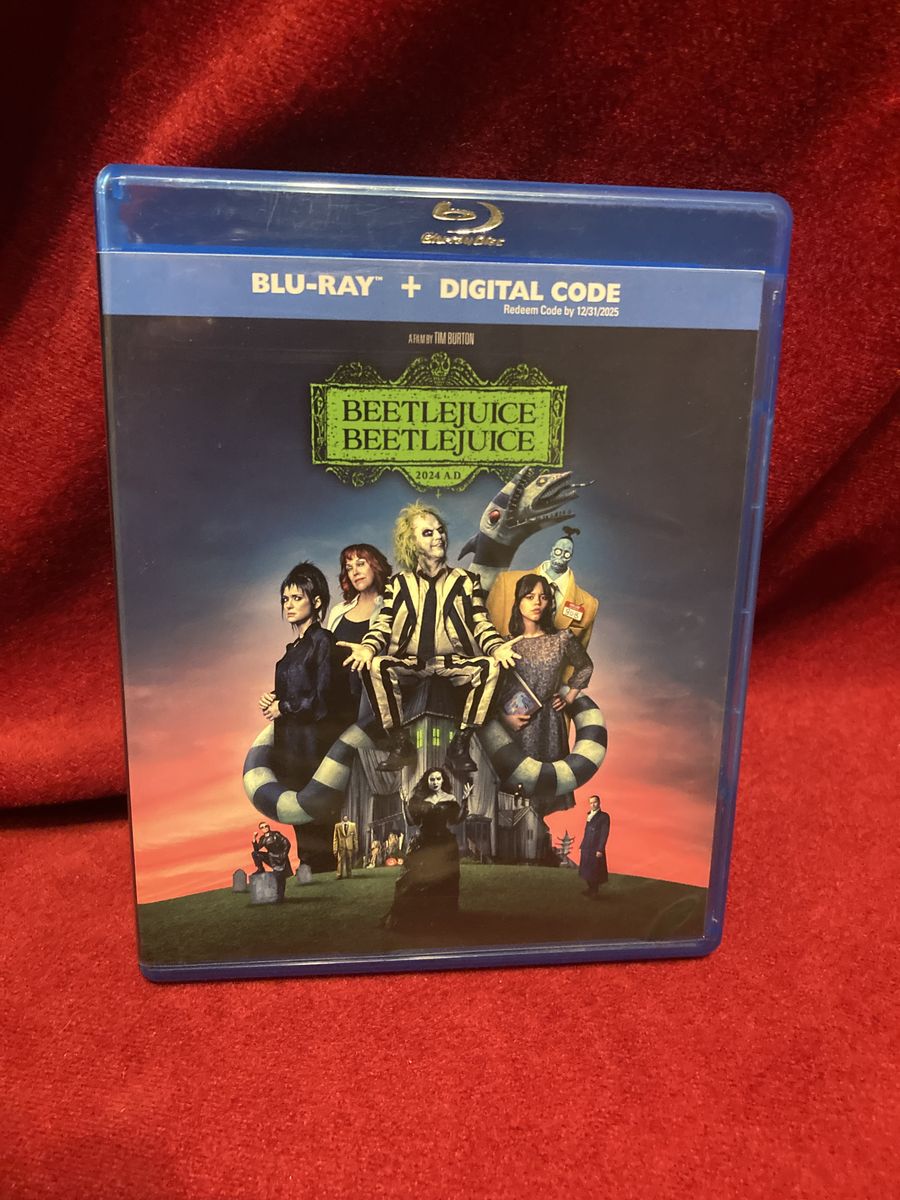 Blu-ray Disc
BLU-RAY™ + DIGITAL CODE
Redeem Code by 12/31/2025
A FILM BY TIM BURTON
BEETLEJUICE
BEETLEJUICE
2024 A.D